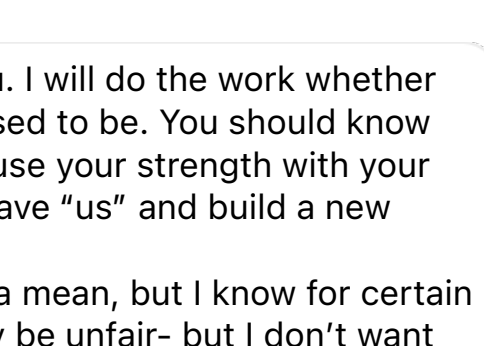 . I will do the work whether
sed to be. You should know
use your strength with your
ave “us” and build a new
a mean, but I know for certain
be unfair- but I don’t want